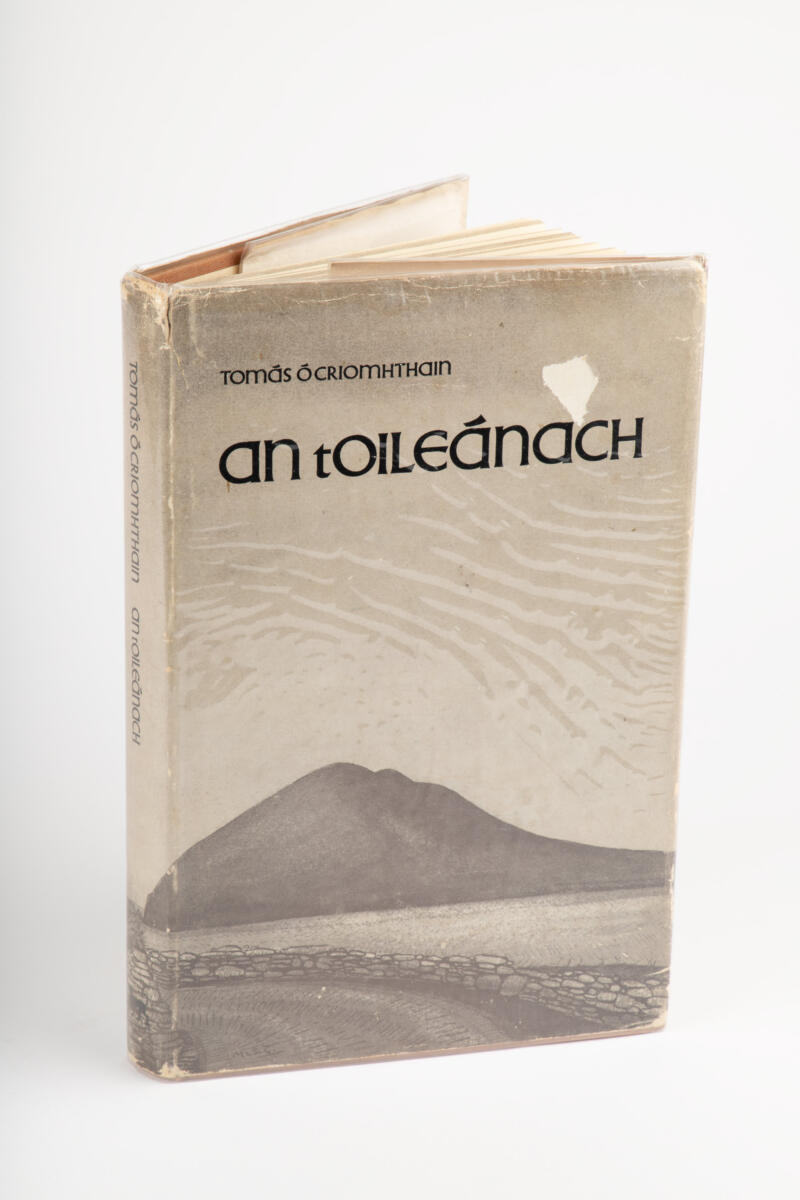 Tomás Ó Criomhthain
an tOileánach
Tomás Ó Criomhthain an tOileánach